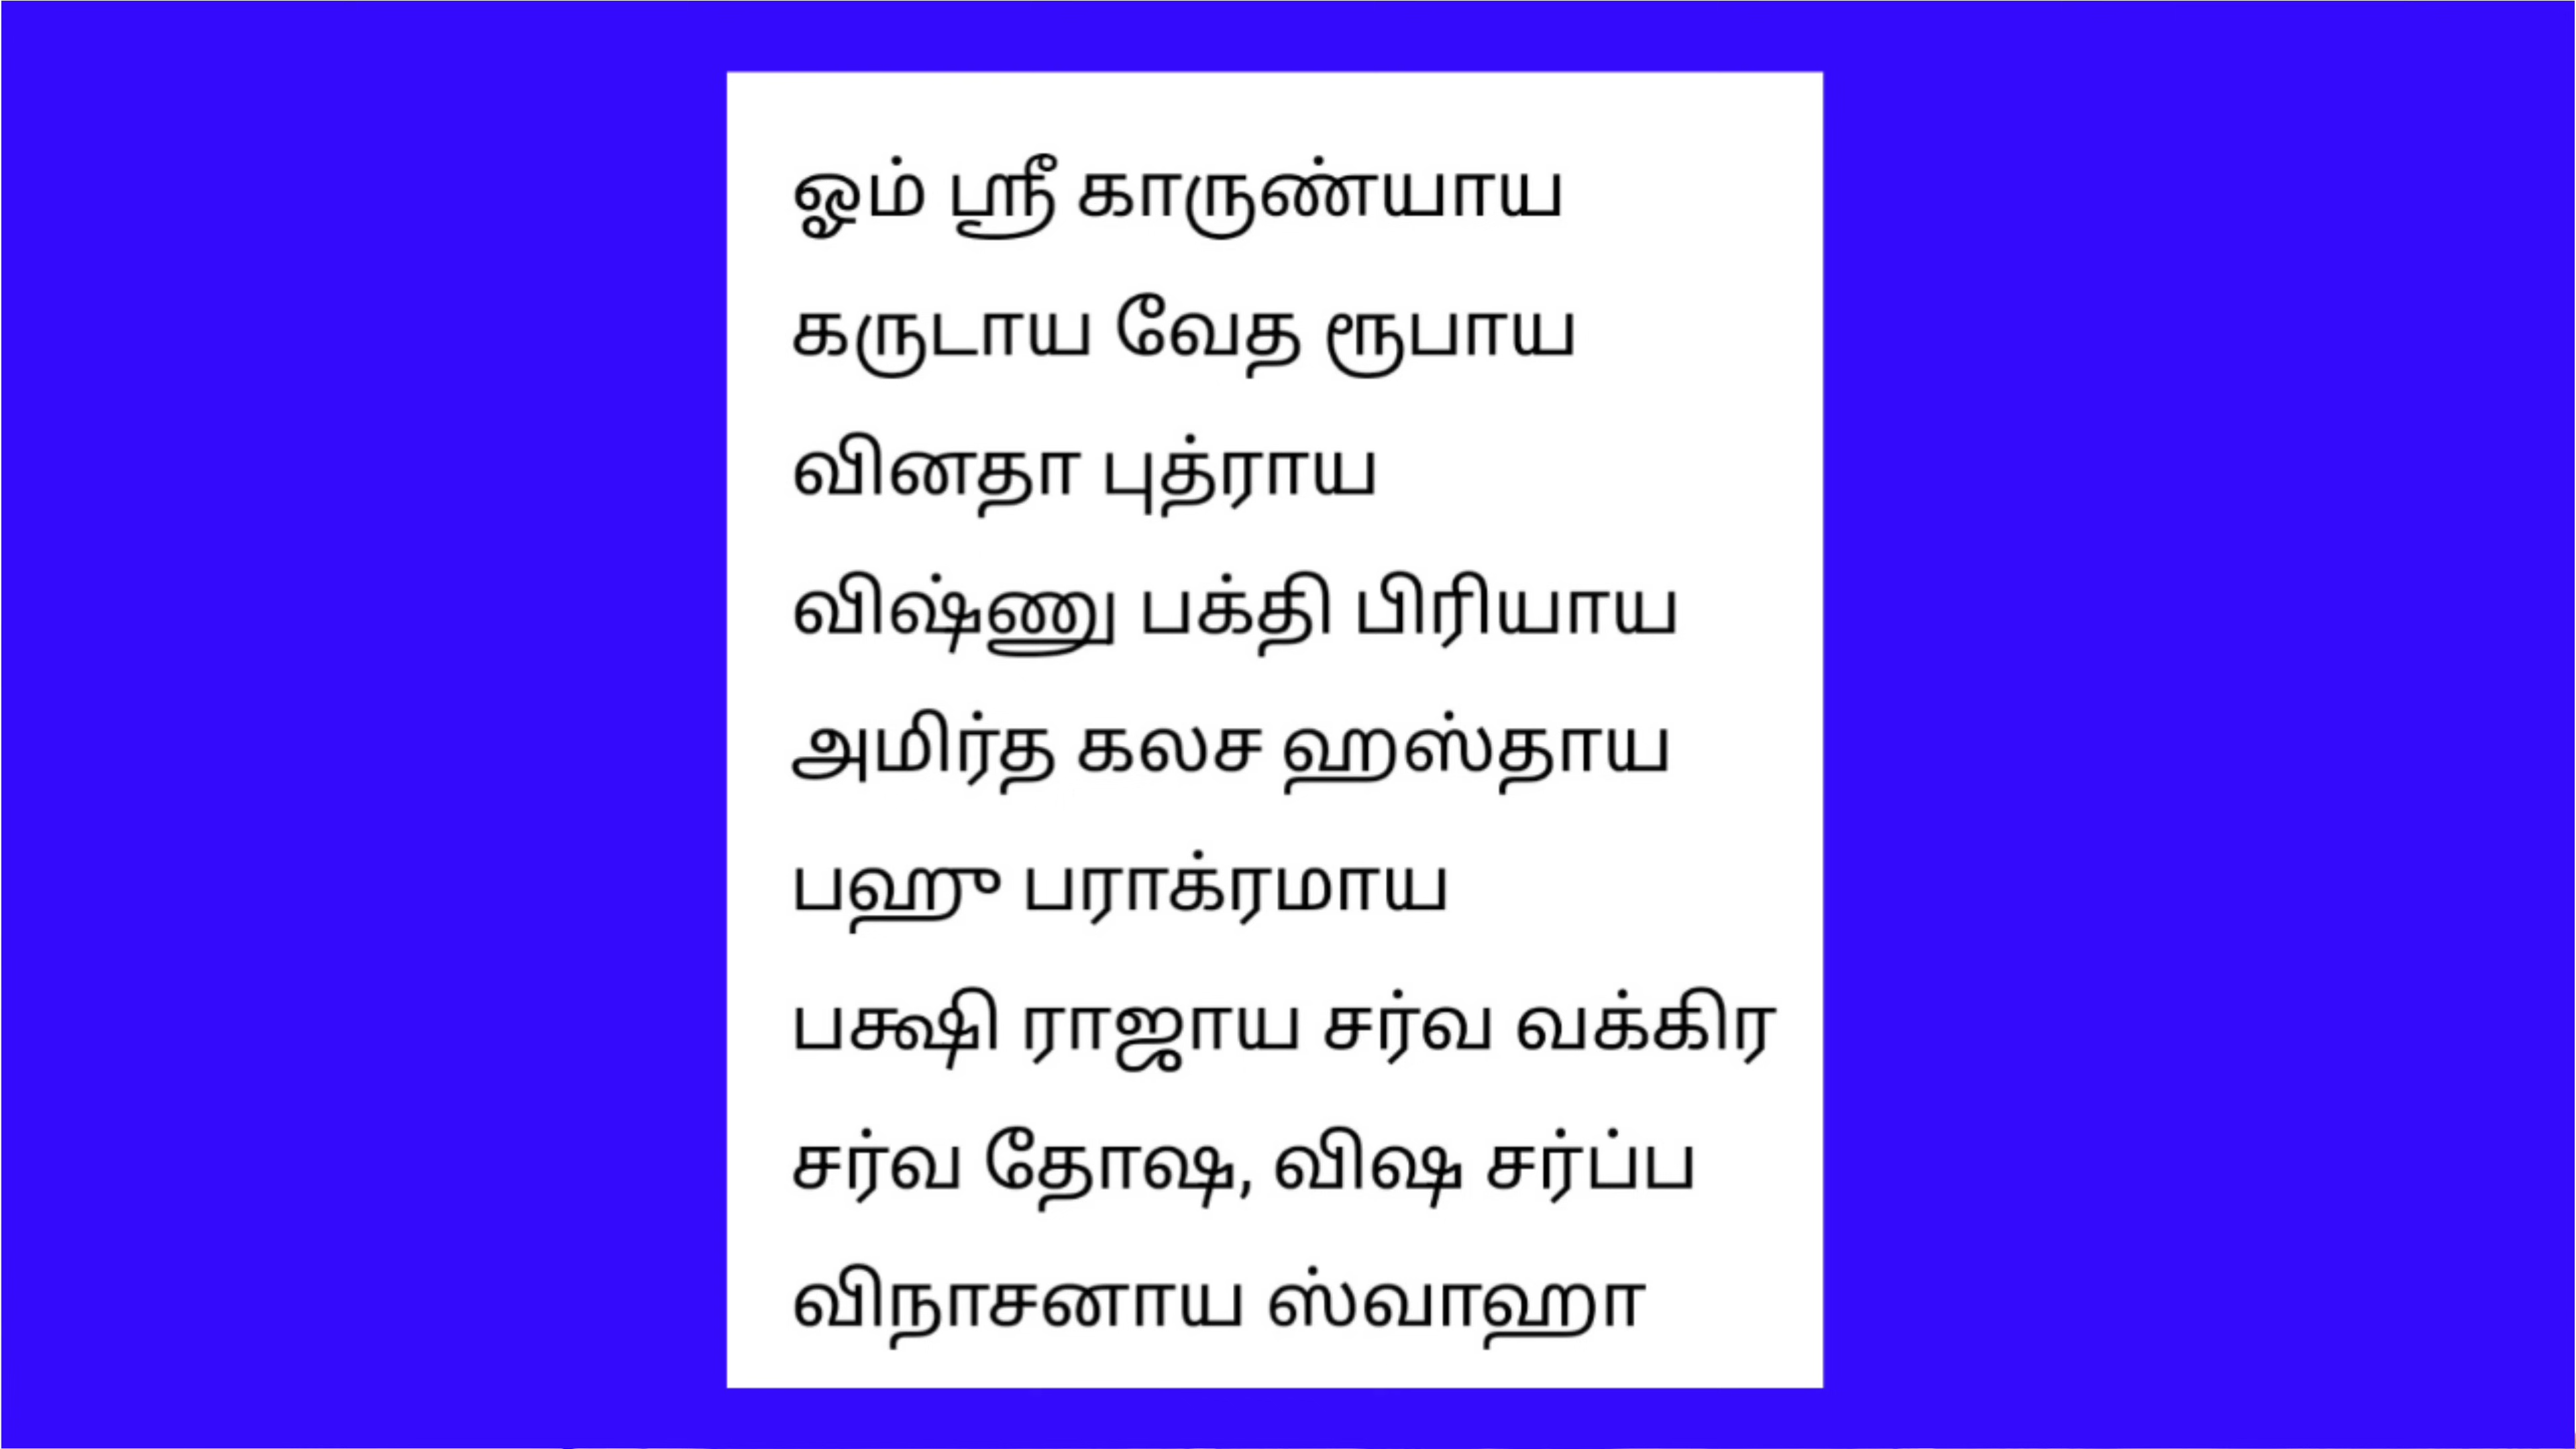 ஓம் ஸ்ரீ காருண்யாய
கருடாய வேத ரூபாய
வினதா புத்ராய
விஷ்ணு பக்தி பிரியாய
அமிர்த கலச ஹஸ்தாய
பஹு பராக்ரமாய
பக்ஷி ராஜாய சர்வ வக்கிர
சர்வ தோஷ, விஷ சர்ப்ப
விநாசனாய ஸ்வாஹா